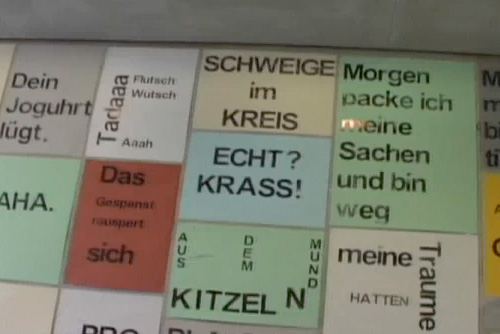 Dein
Joguhrt
lügt.
Tadaaa
Flutsch
Wutsch
Aaah
SCHWEIGE
im
KREIS
Morgen
packe ich
meine
Sachen
und bin
weg
AHA.
Das
Gespenst
räuspert
sich
ECHT?
KRASS!
AUS
DEM
MUND
KITZELN
meine
Träume
HATTEN